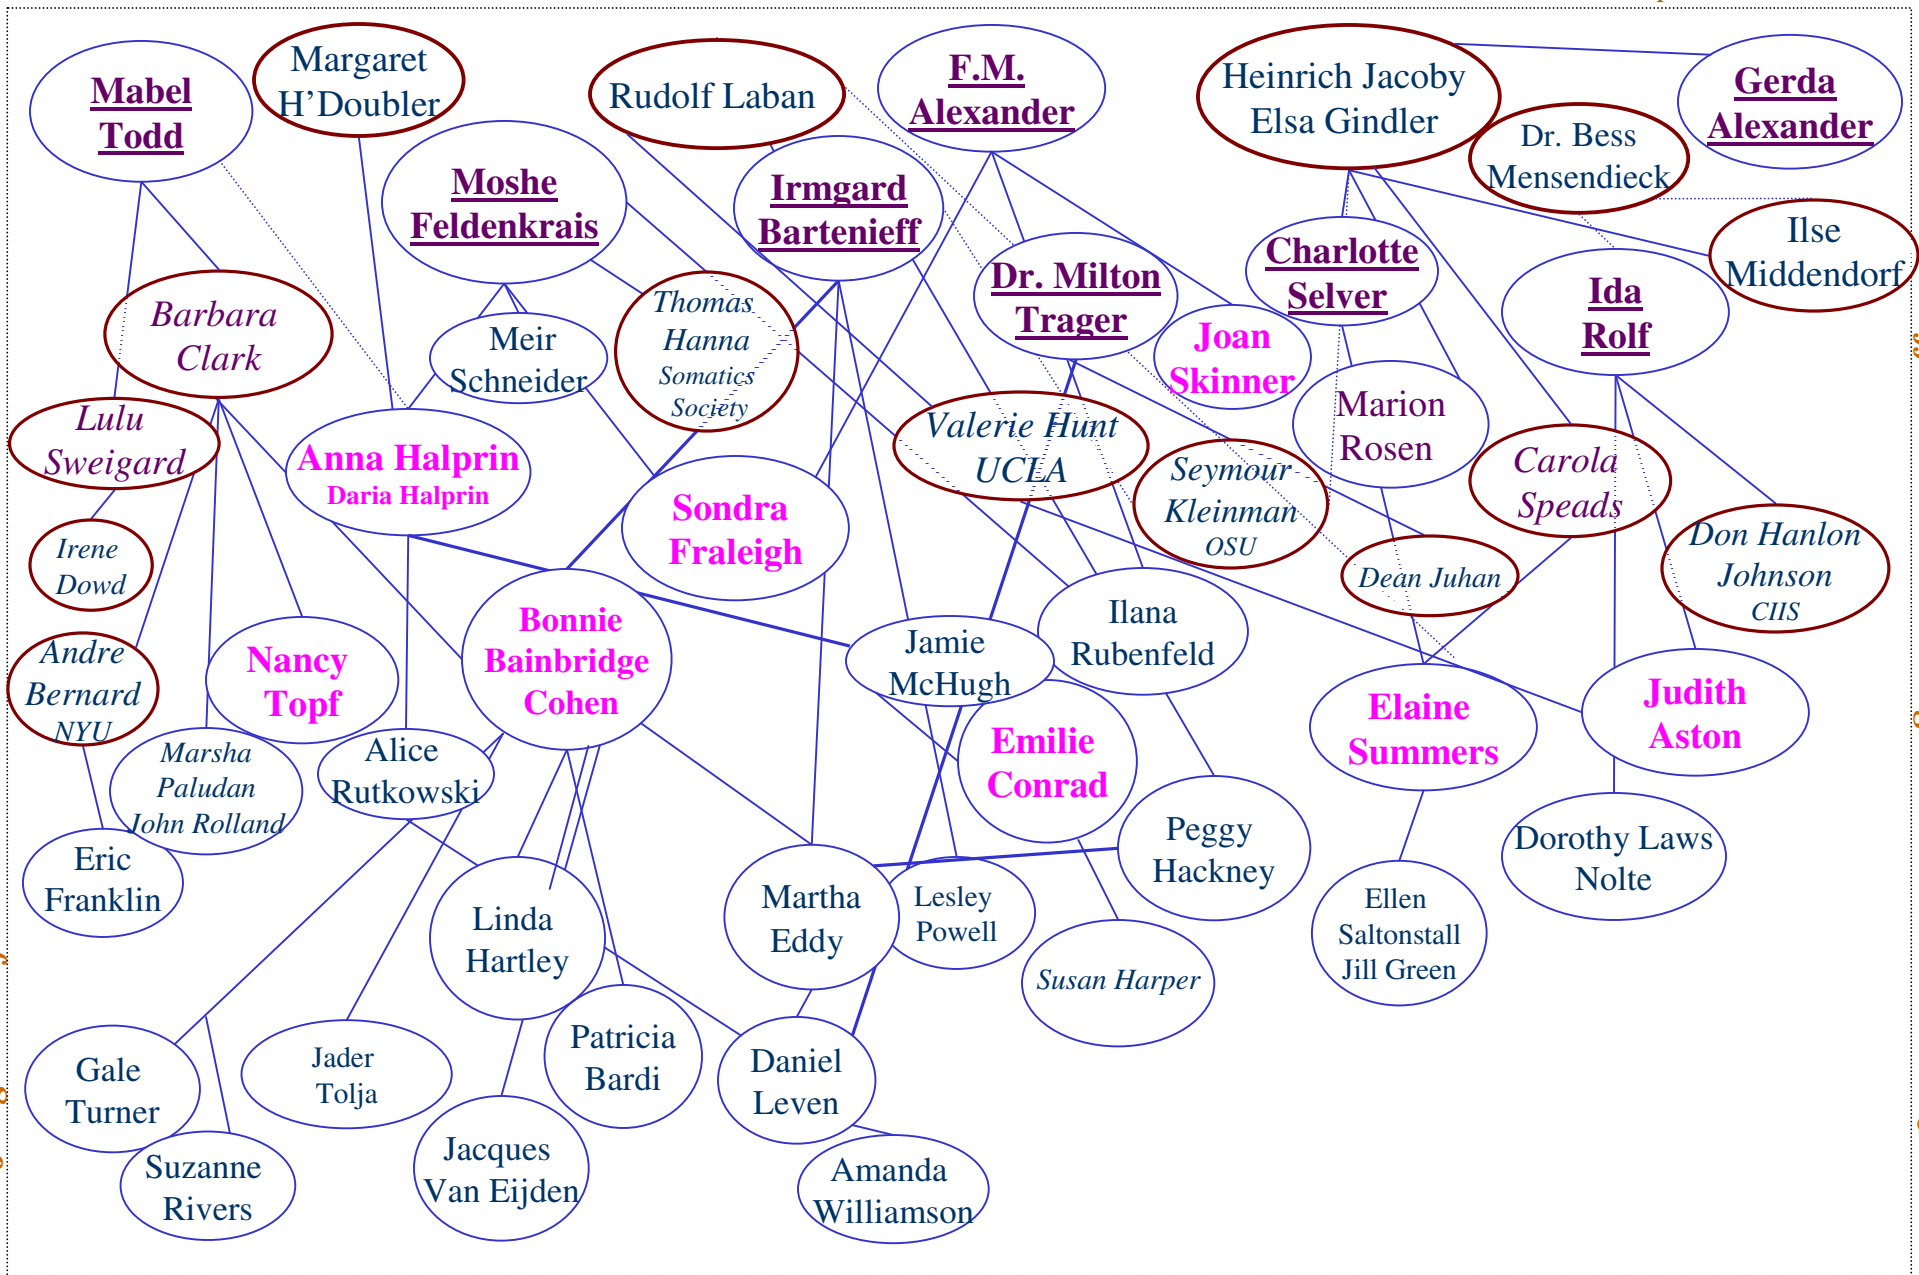 Mabel
Todd
Margaret
H'Doubler
Rudolf Laban
F.M.
Alexander
Heinrich Jacoby
Elsa Gindler
Gerda
Alexander
Dr. Bess
Mensendieck
Moshe
Feldenkrais
Irmgard
Bartenieff
Dr. Milton
Trager
Charlotte
Selver
Ida
Rolf
Ilse
Middendorf
Barbara
Clark
Meir
Schneider
Thomas
Hanna
Somatics
Society
Joan
Skinner
Marion
Rosen
Lulu
Sweigard
Anna Halprin
Daria Halprin
Sondra
Fraleigh
Valerie Hunt
UCLA
Seymour
Kleinman
OSU
Carola
Speads
Don Hanlon
Johnson
CIIS
Irene
Dowd
Dean Juhan
Andre
Bernard
NYU
Nancy
Topf
Bonnie
Bainbridge
Cohen
Jamie
McHugh
Ilana
Rubenfeld
Elaine
Summers
Judith
Aston
Marsha
Paludan
John Rolland
Alice
Rutkowski
Emilie
Conrad
Peggy
Hackney
Dorothy Laws
Nolte
Eric
Franklin
Linda
Hartley
Martha
Eddy
Lesley
Powell
Susan Harper
Ellen
Saltonstall
Jill Green
Gale
Turner
Jader
Tolja
Patricia
Bardi
Daniel
Leven
Suzanne
Rivers
Jacques
Van Eijden
Amanda
Williamson